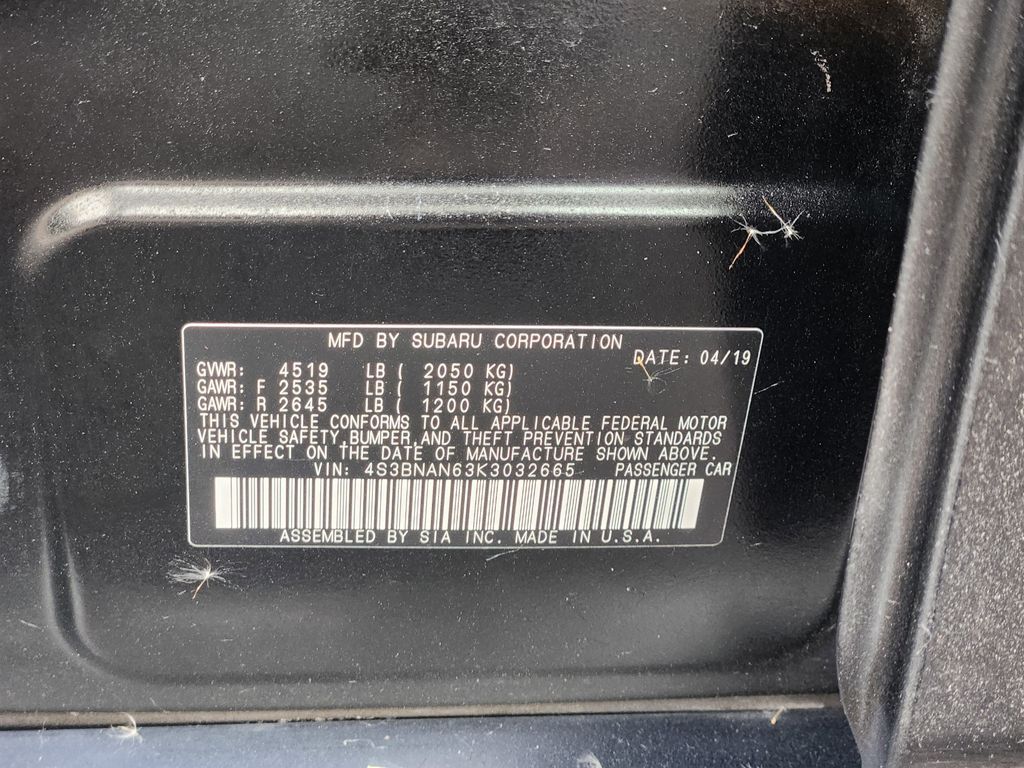 MFD BY SUBARU CORPORATION
DATE: 04/19
GVWR: 4519 LB ( 2050 KG)
GAWR: F 2535 LB ( 1150 KG)
GAWR: R 2645 LB ( 1200 KG)
THIS VEHICLE CONFORMS TO ALL APPLICABLE FEDERAL MOTOR
VEHICLE SAFETY, BUMPER, AND THEFT PREVENTION STANDARDS
IN EFFECT ON THE DATE OF MANUFACTURE SHOWN ABOVE.
VIN: 4S3BNAN63K3032665 PASSENGER CAR
ASSEMBLED BY SIA INC. MADE IN U.S.A.